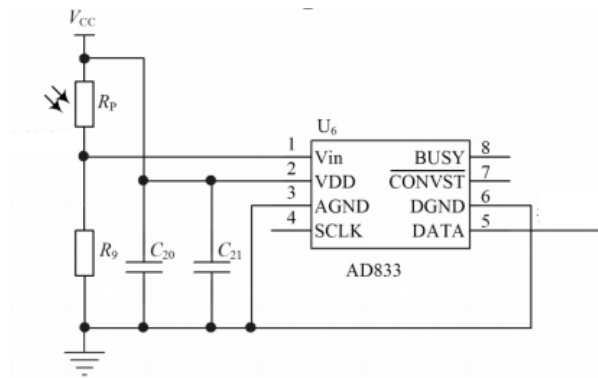 VCC
RP
U6
1 Vin BUSY 8
2 VDD CONVST 7
3 AGND DGND 6
4 SCLK DATA 5
R9 C20 C21
AD833